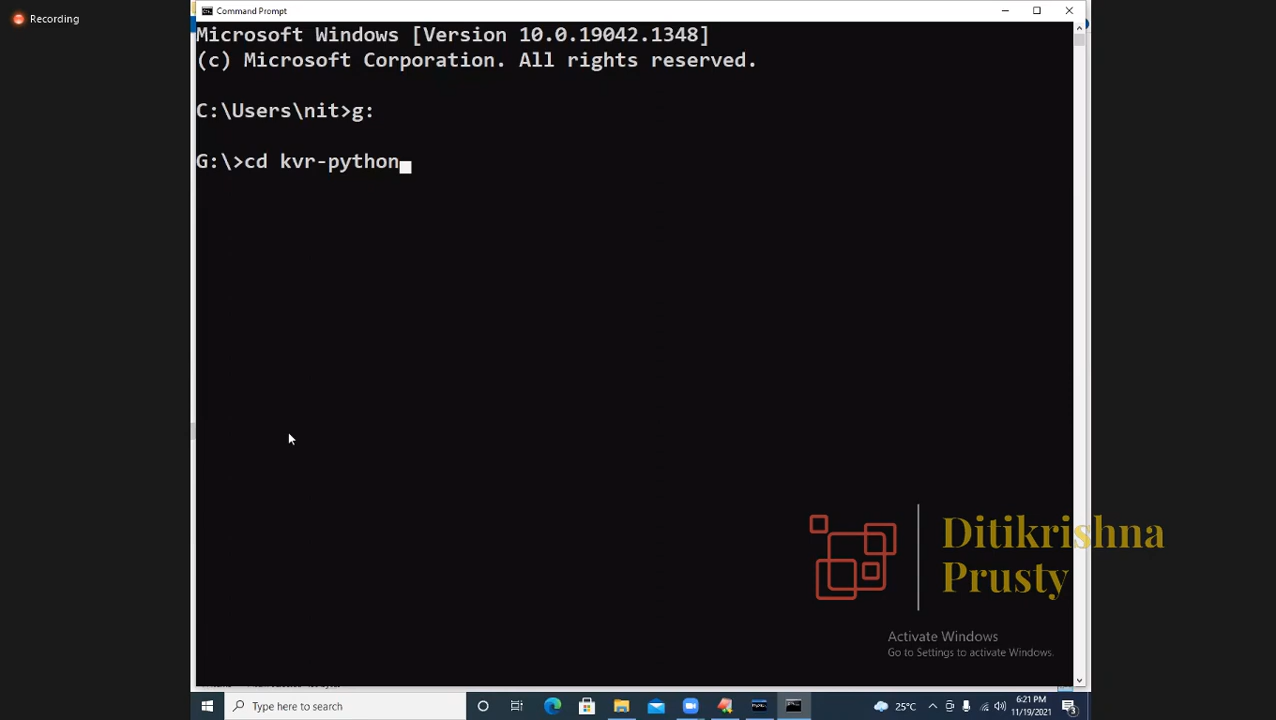 Recording
Command Prompt
Microsoft Windows [Version 10.0.19042.1348]
(c) Microsoft Corporation. All rights reserved.
C:\Users\nit>g:
G:\>cd kvr-python
Ditikrishna
Prusty
Activate Windows
Go to Settings to activate Windows.
Type here to search
25°C
6:21 PM
11/19/2021
3